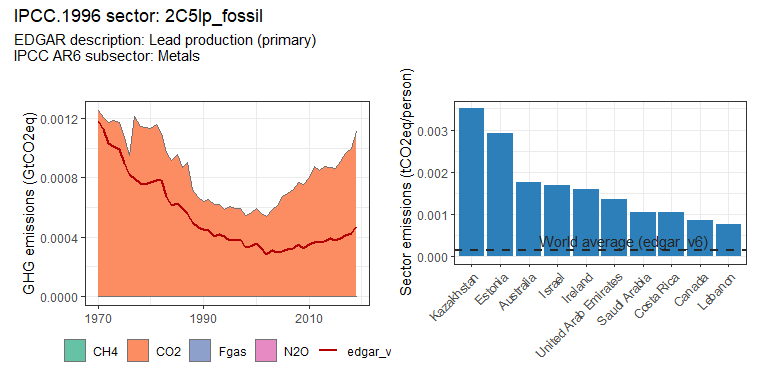 IPCC.1996 sector: 2C5lp_fossil
EDGAR description: Lead production (primary)
IPCC AR6 subsector: Metals
GHG emissions (GtCO2eq)
0.0012
0.0008
0.0004
0.0000
1970
1990
2010
CH4
CO2
Fgas
N2O
edgar_v
Sector emissions (tCO2eq/person)
0.003
0.002
0.001
0.000
World average (edgar_v6)
Kazakhstan
Estonia
Australia
Israel
Ireland
United Arab Emirates
Saudi Arabia
Costa Rica
Canada
Lebanon